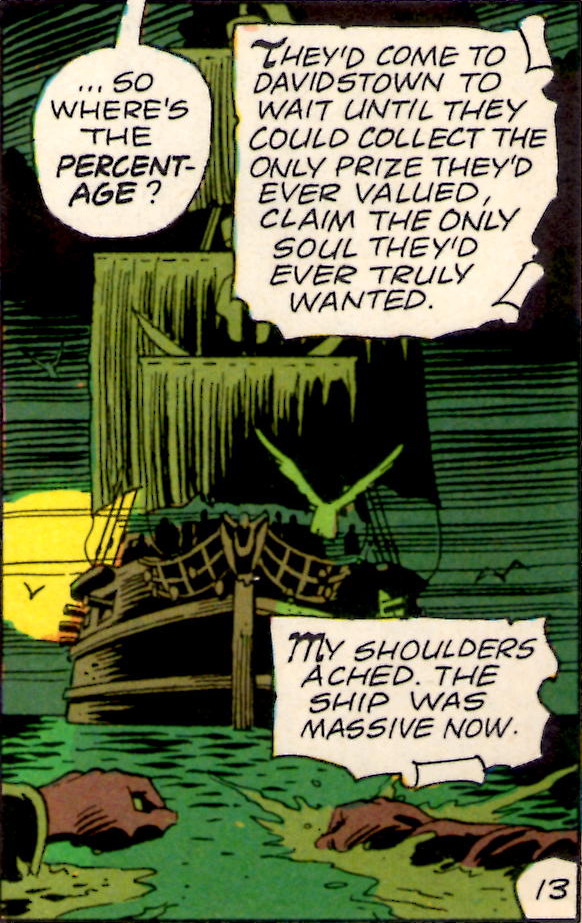 ... SO
WHERE'S
THE
PERCENT-
AGE?
THEY'D COME TO
DAVIDSTOWN TO
WAIT UNTIL THEY
COULD COLLECT THE
ONLY PRIZE THEY'D
EVER VALUED,
CLAIM THE ONLY
SOUL THEY'D
EVER TRULY
WANTED.
MY SHOULDERS
ACHED. THE
SHIP WAS
MASSIVE NOW.
13